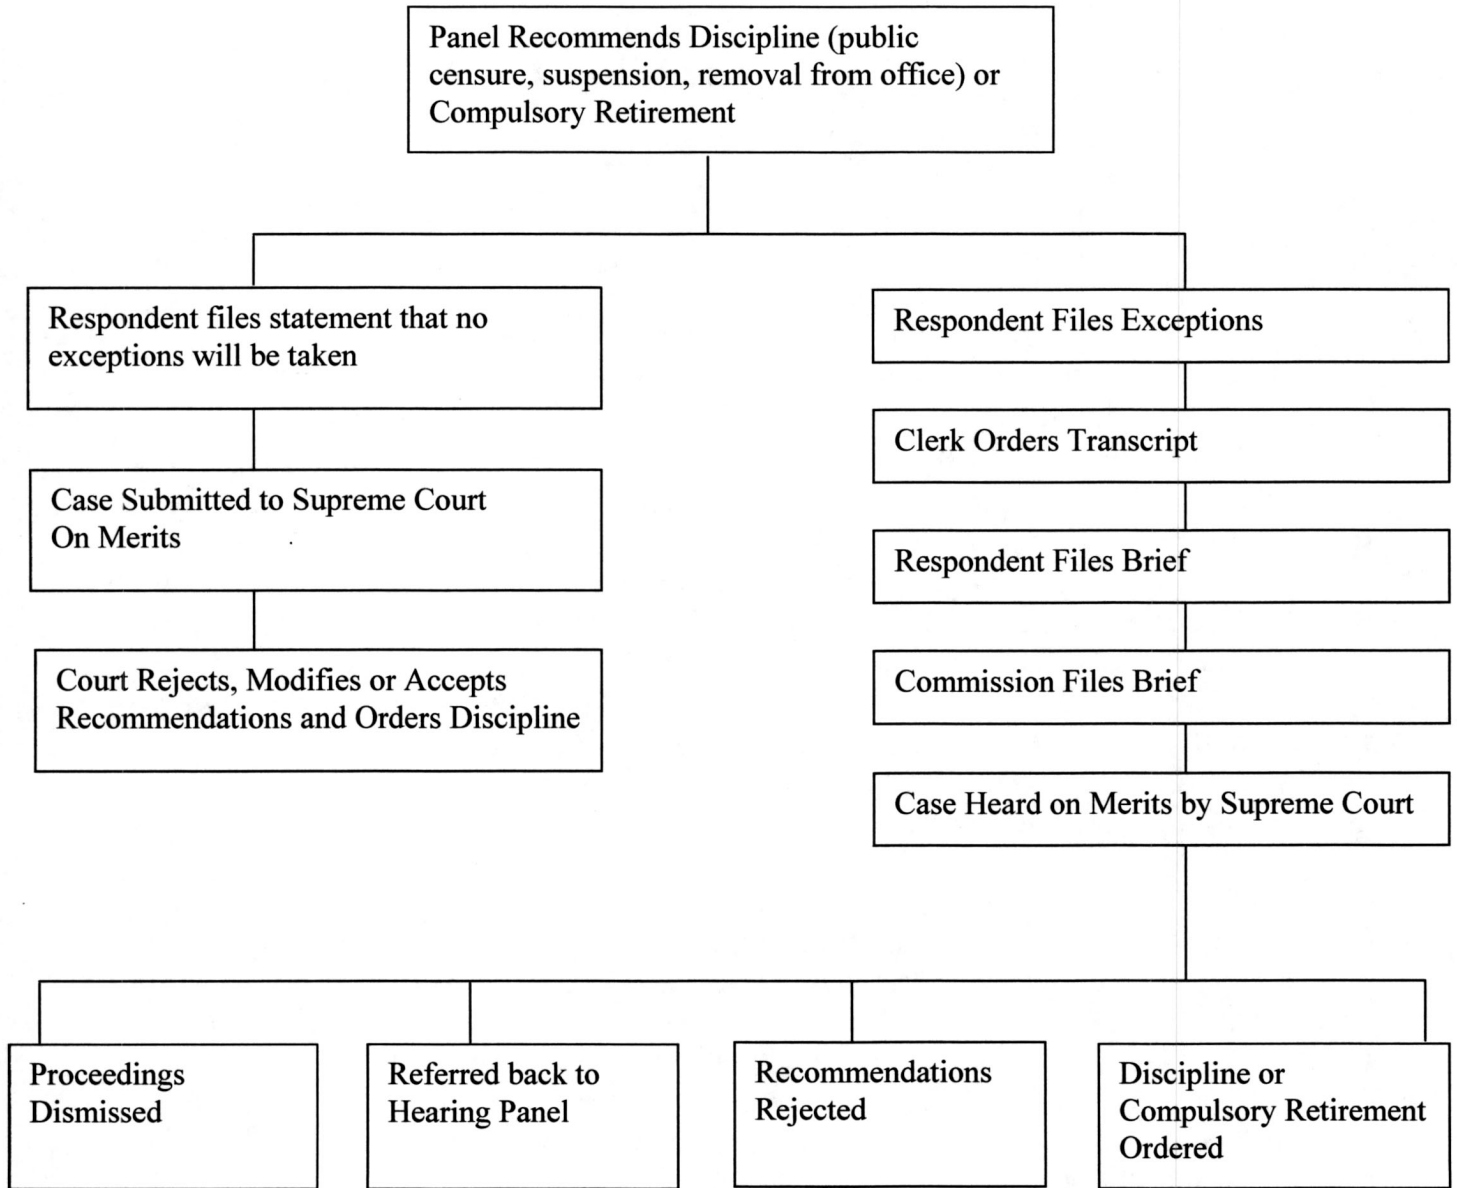 Panel Recommends Discipline (public
censure, suspension, removal from office) or
Compulsory Retirement
Respondent files statement that no
exceptions will be taken
Case Submitted to Supreme Court
On Merits
Court Rejects, Modifies or Accepts
Recommendations and Orders Discipline
Respondent Files Exceptions
Clerk Orders Transcript
Respondent Files Brief
Commission Files Brief
Case Heard on Merits by Supreme Court
Proceedings
Dismissed
Referred back to
Hearing Panel
Recommendations
Rejected
Discipline or
Compulsory Retirement
Ordered